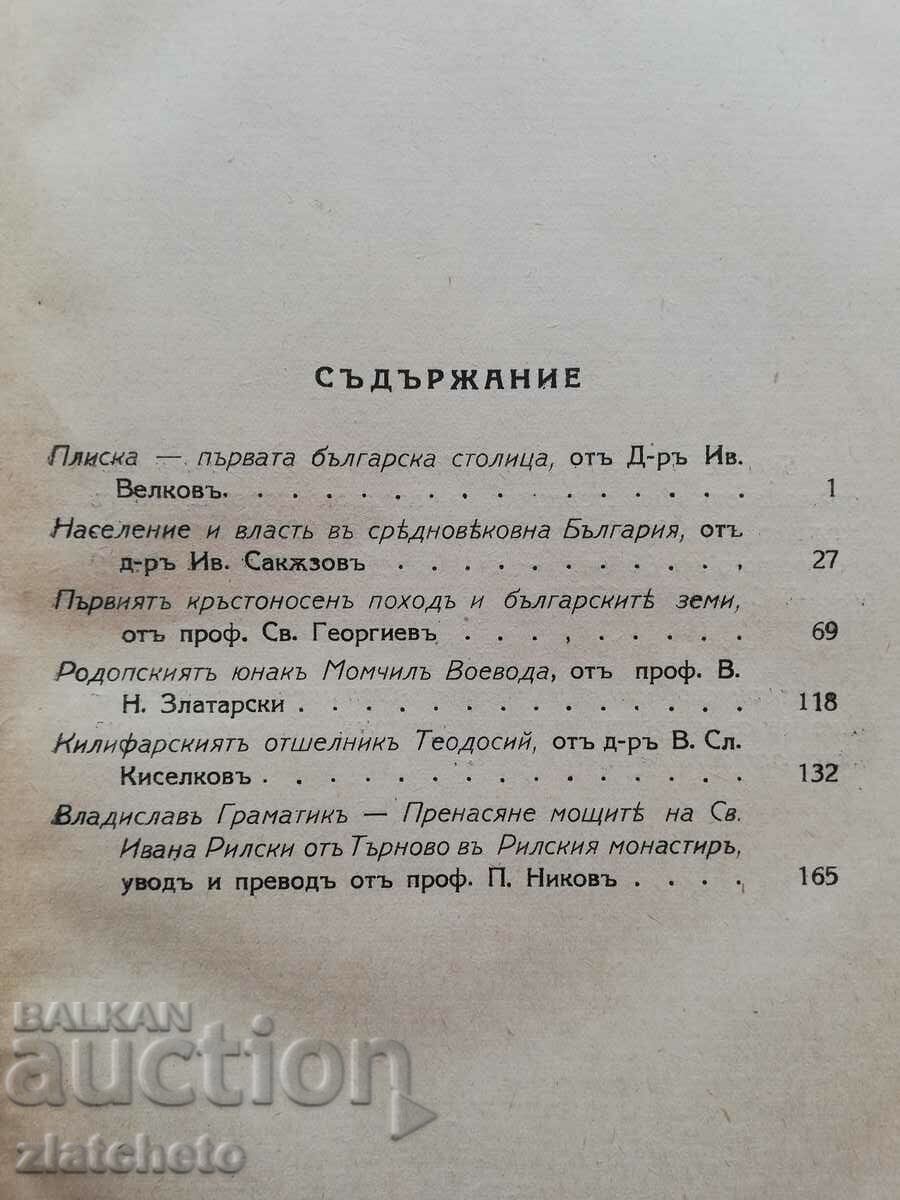 СЪДЪРЖАНИЕ
Плиска — първата българска столица, отъ Д-ръ Ив.
Велковъ. . . . . . . . . . . . . . . . 1
Население и власть въ срѣдновѣковна България, отъ
д-ръ Ив. Сакѫзовъ . . . . . . . . . . . 27
Първиятъ кръстоносенъ походъ и българскитѣ земи,
отъ проф. Св. Георгиевъ . . . . . . . . . 69
Родопскиятъ юнакъ Момчилъ Воевода, отъ проф. В.
Н. Златарски . . . . . . . . . . . . . . 118
Килифарскиятъ отшелникъ Теодосий, отъ д-ръ В. Сл.
Киселковъ . . . . . . . . . . . . . . . 132
Владиславъ Граматикъ — Пренасяне мощитѣ на Св.
Ивана Рилски отъ Търново въ Рилския монастиръ,
уводъ и преводъ отъ проф. П. Никовъ . . . . 165
BALKAN
auction
zlatcheto